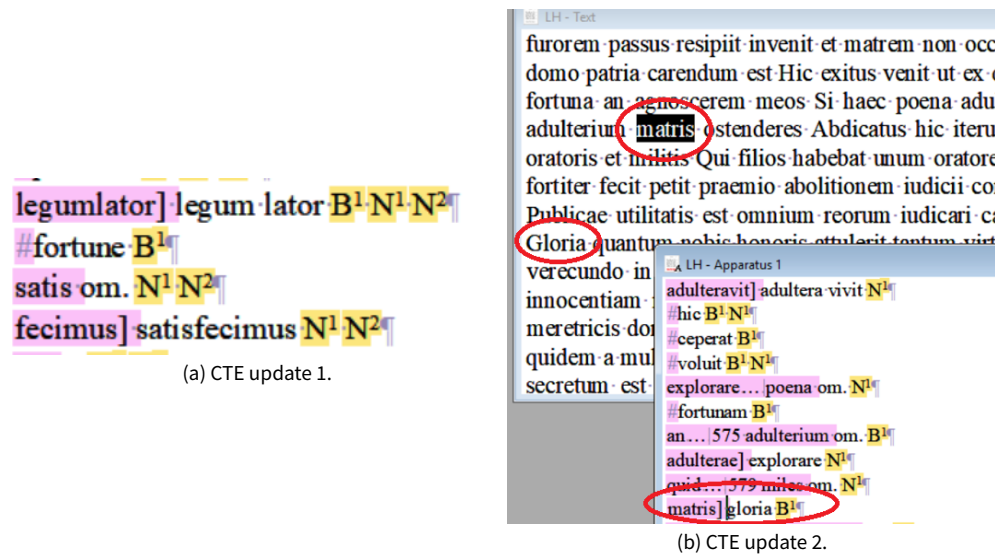 legumlator] legum·lator·B¹·N¹·N²¶
#fortune·B¹¶
satis·om.·N¹·N²¶
fecimus]·satisfecimus·N¹·N²¶
(a) CTE update 1.
LH - Text
furorem·passus·resipiit·invenit·et·matrem·non·occ
domo·patria·carendum·est·Hic·exitus·venit·ut·ex·
fortuna·an·agnoscerem·meos·Si·haec·poena·adu
adulterium·matris·ostenderes·Abdicatus·hic·iteru
oratoris·et·militis·Qui·filios·habebat·unum·oratore
fortiter·fecit·petit·praemio·abolitionem·iudicii·co
Publicae·utilitatis·est·omnium·reorum·iudicari·ca
Gloria·quantum·nobis·honoris·attulerit·tantum·virt
verecundo·in
innocentiam·
meretricis·do
quidem·a·mul
secretum·est·
LH - Apparatus 1
adulteravit]·adultera·vivit·N¹¶
#hic·B¹·N¹¶
#ceperat·B¹¶
#voluit·B¹·N¹¶
explorare…|poena·om.·N¹¶
#fortunam·B¹¶
an…|575·adulterium·om.·B¹¶
adulterae]·explorare·N¹¶
quid…|579·miles·om.·N¹¶
matris]·gloria·B¹¶
(b) CTE update 2.